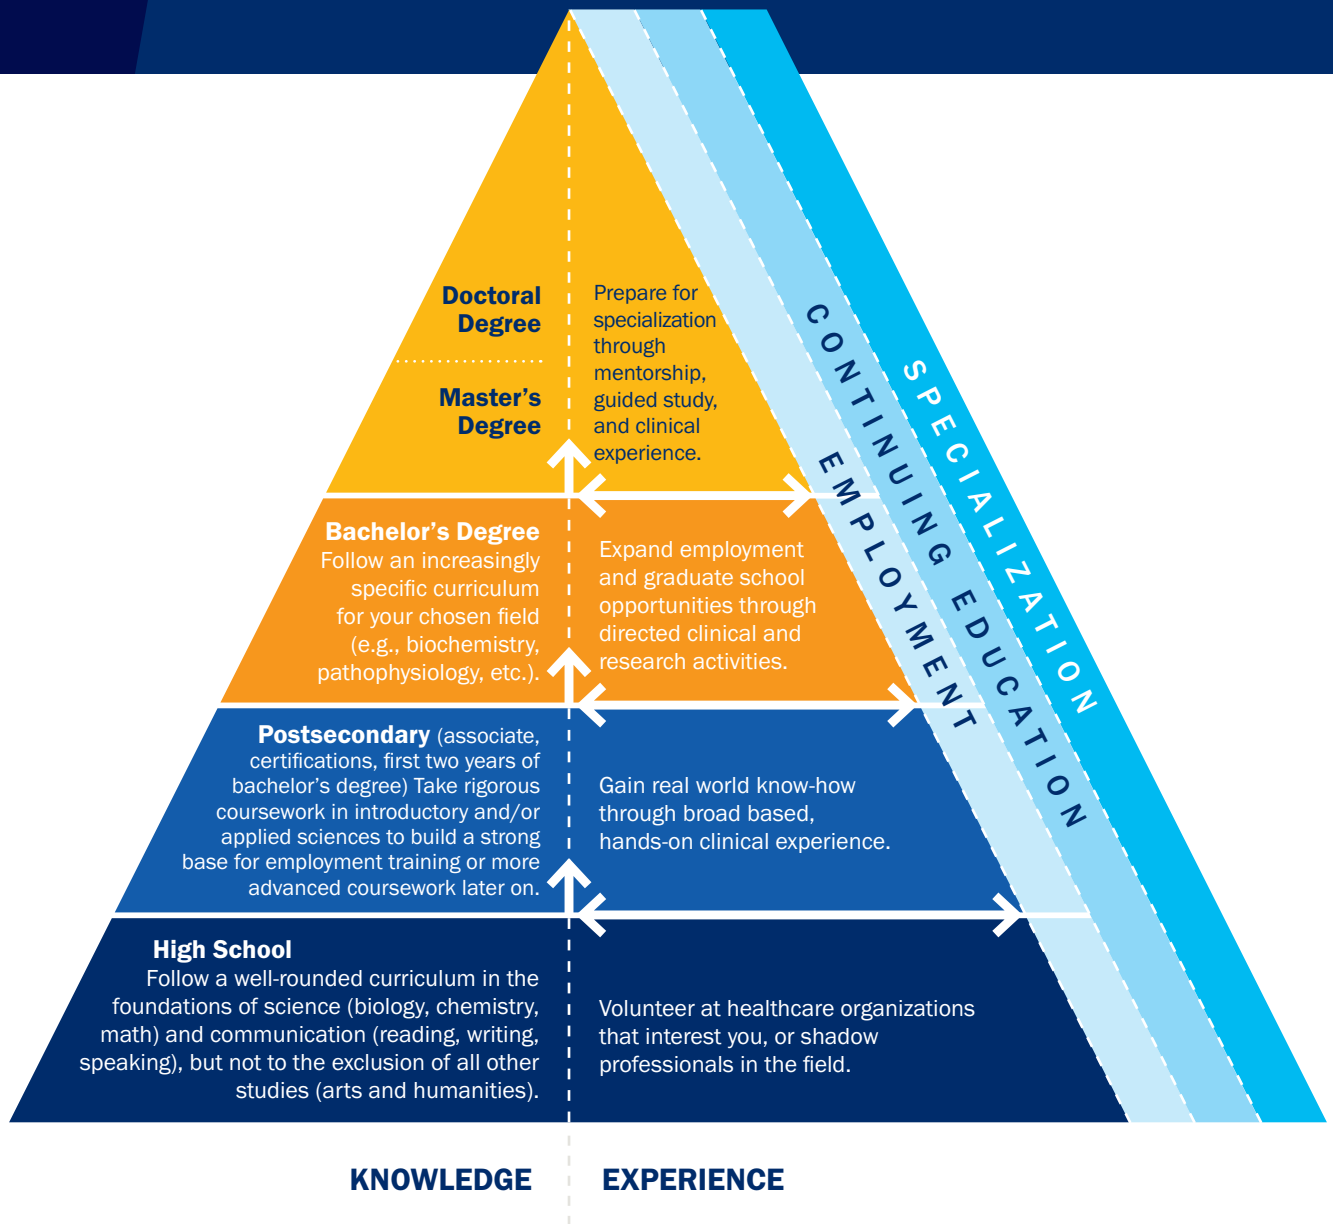 Doctoral
Degree
Master's
Degree
Prepare for
specialization
through
mentorship,
guided study,
and clinical
experience.
Bachelor's Degree
Follow an increasingly
specific curriculum
for your chosen field
(e.g., biochemistry,
pathophysiology, etc.).
Expand employment
and graduate school
opportunities through
directed clinical and
research activities.
Postsecondary (associate,
certifications, first two years of
bachelor's degree) Take rigorous
coursework in introductory and/or
applied sciences to build a strong
base for employment training or more
advanced coursework later on.
Gain real world know-how
through broad based,
hands-on clinical experience.
High School
Follow a well-rounded curriculum in the
foundations of science (biology, chemistry,
math) and communication (reading, writing,
speaking), but not to the exclusion of all other
studies (arts and humanities).
Volunteer at healthcare organizations
that interest you, or shadow
professionals in the field.
EMPLOYMENT
CONTINUING EDUCATION
SPECIALIZATION
KNOWLEDGE
EXPERIENCE